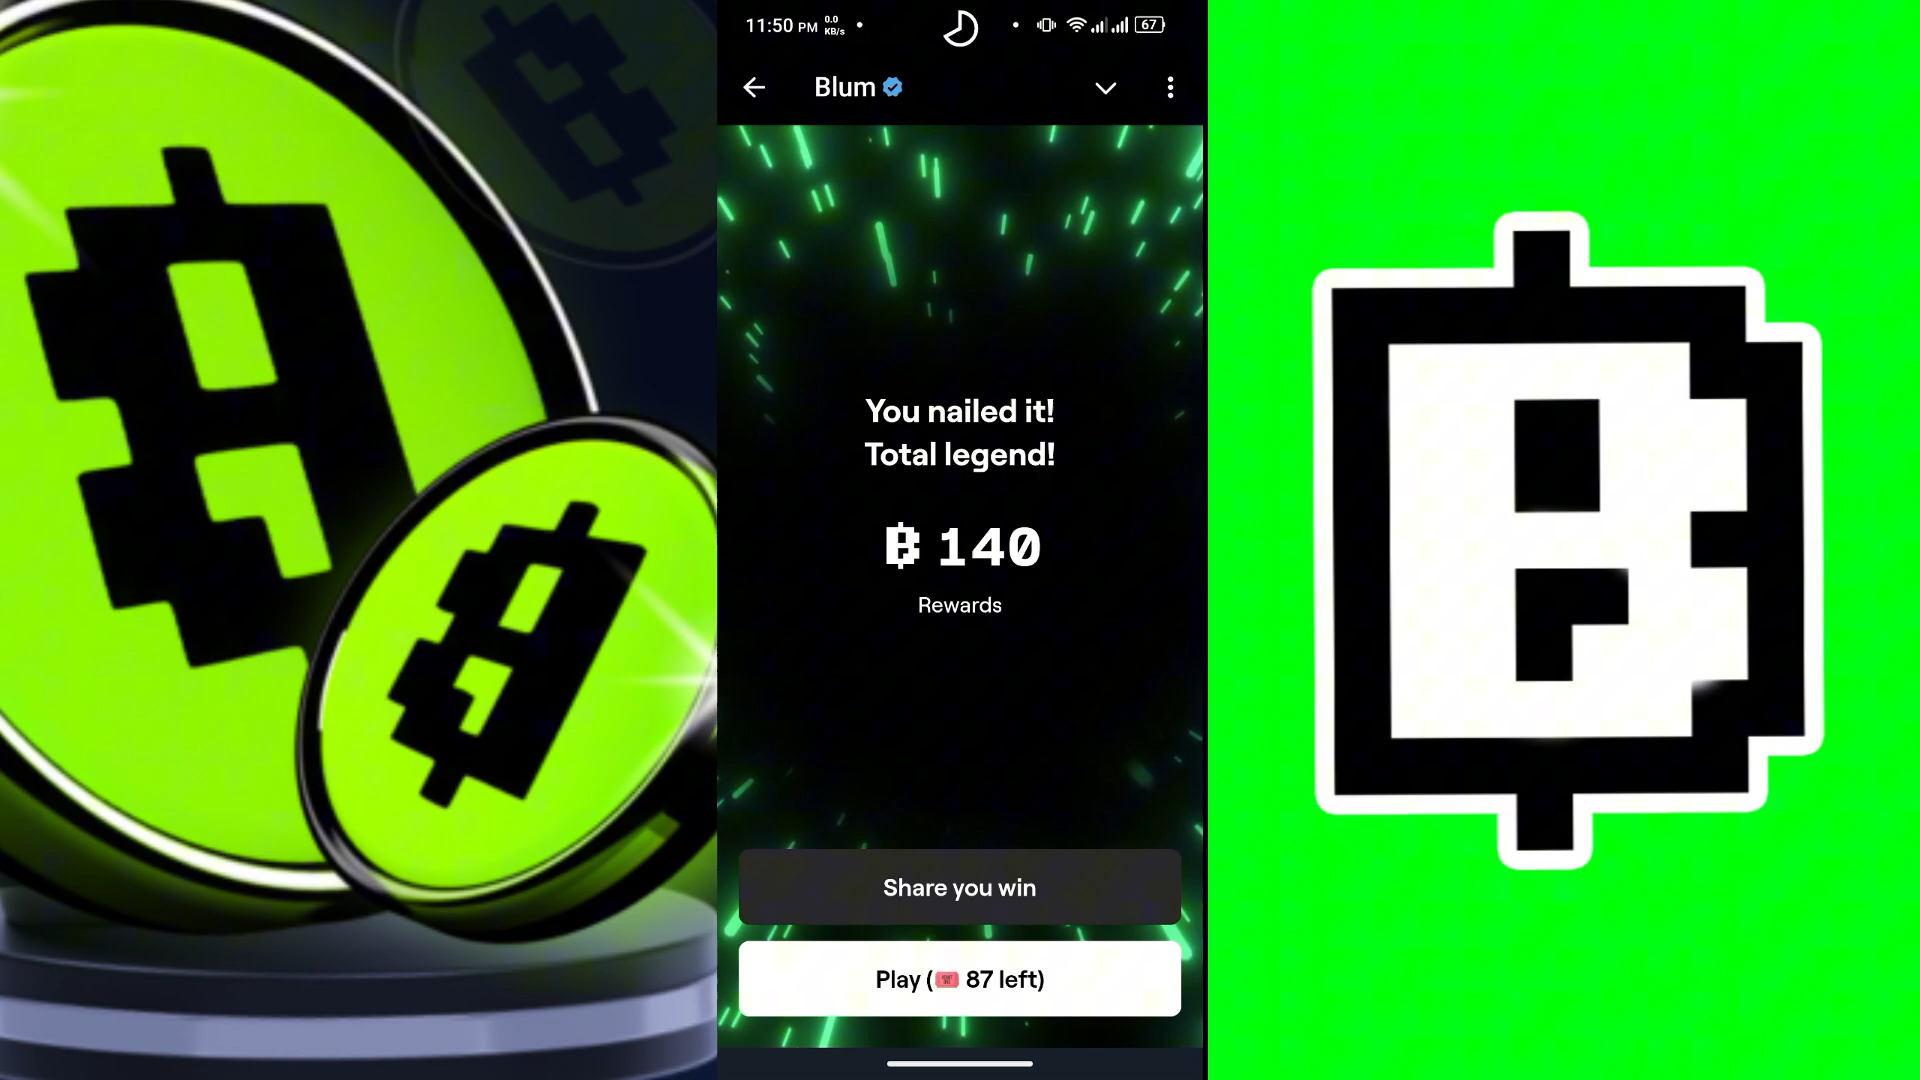 11:50 PM 0.0 KB/s
67
Blum
You nailed it!
Total legend!
140
Rewards
Share you win
Play (87 left)